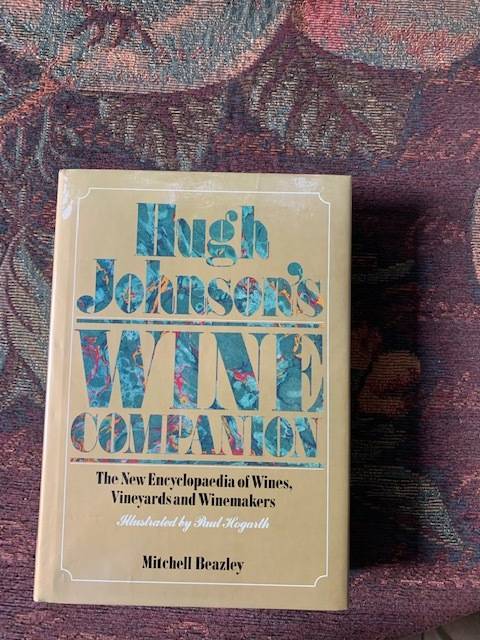 Hugh
Johnson's
WINE
COMPANION
The New Encyclopaedia of Wines,
Vineyards and Winemakers
Illustrated by Paul Hogarth
Mitchell Beazley